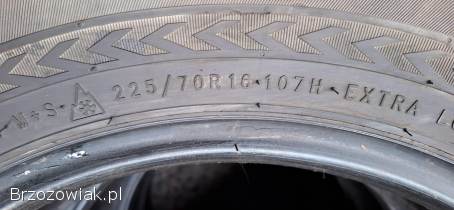 M+S 225/70R16 107H EXTRA
Brzozowiak.pl